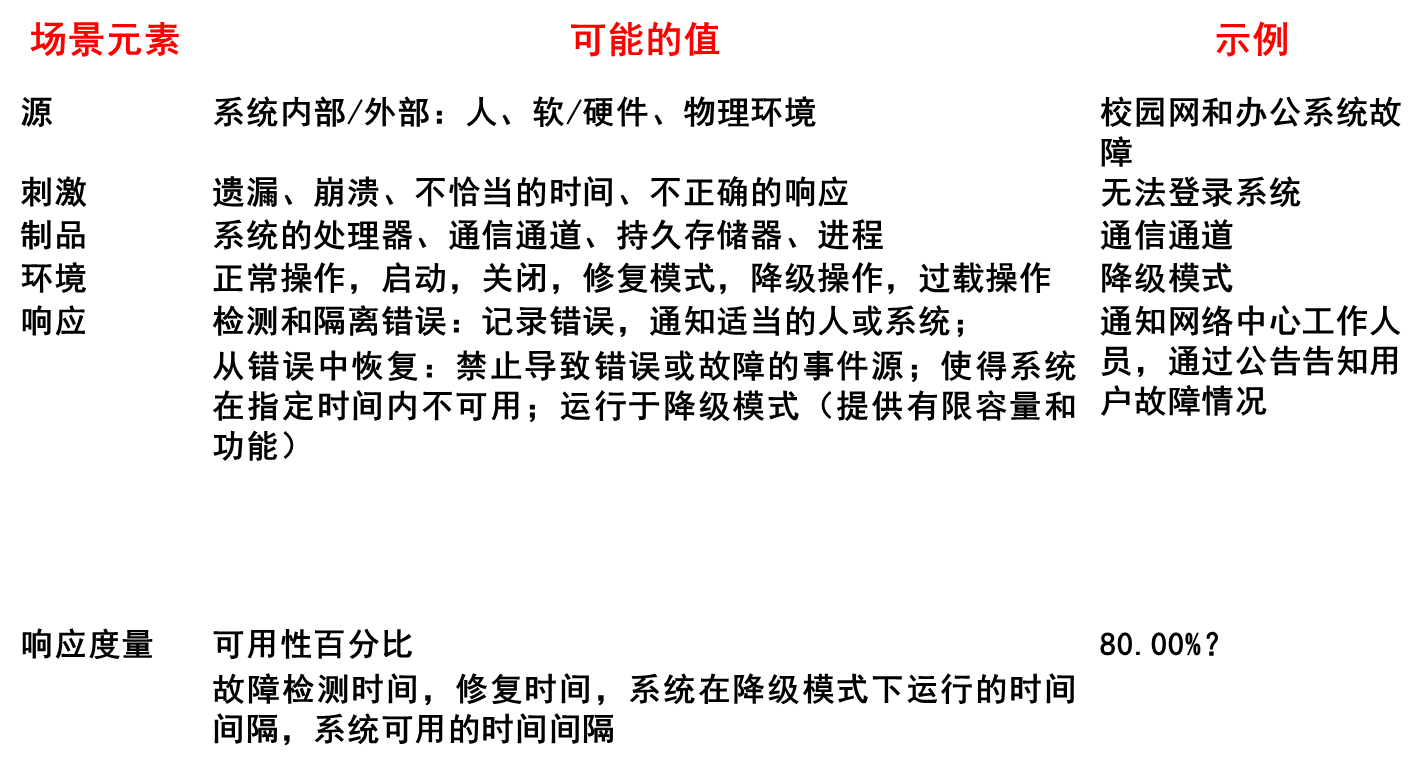 场景元素 可能的值 示例
源 系统内部/外部：人、软/硬件、物理环境 校园网和办公系统故
障
刺激 遗漏、崩溃、不恰当的时间、不正确的响应 无法登录系统
制品 系统的处理器、通信通道、持久存储器、进程 通信通道
环境 正常操作，启动，关闭，修复模式，降级操作，过载操作 降级模式
响应 检测和隔离错误：记录错误，通知适当的人或系统； 通知网络中心工作人
从错误中恢复：禁止导致错误或故障的事件源；使得系统 员，通过公告告知用
在指定时间内不可用；运行于降级模式（提供有限容量和 户故障情况
功能）
响应度量 可用性百分比 80.00%?
故障检测时间，修复时间，系统在降级模式下运行的时间
间隔，系统可用的时间间隔